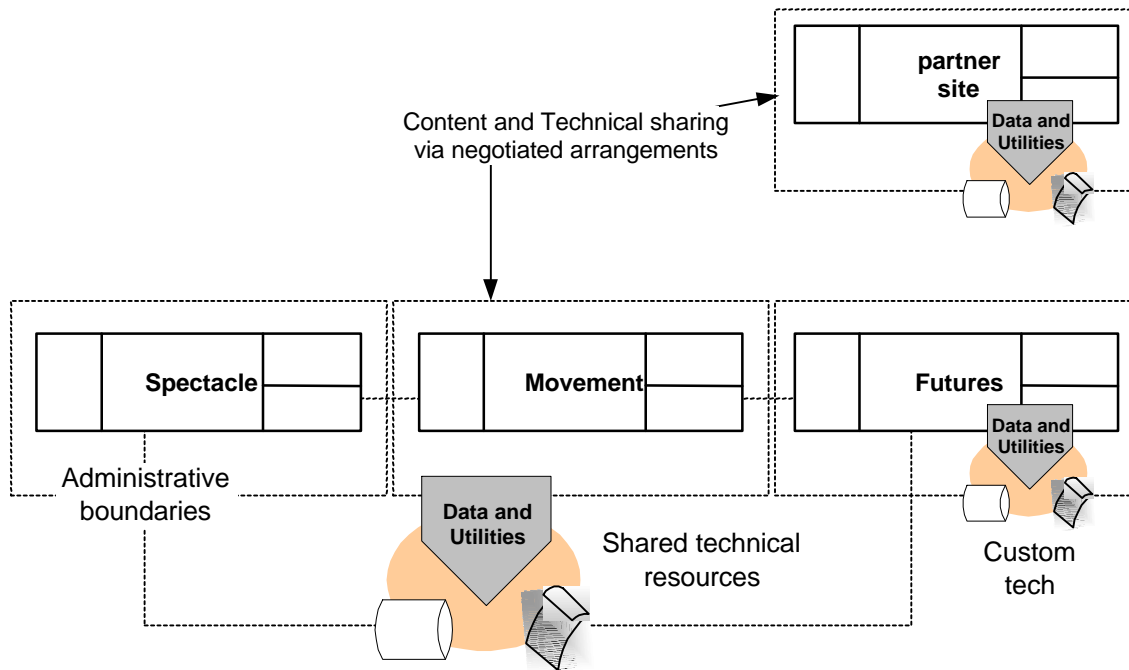 partner
site
Data and
Utilities
Content and Technical sharing
via negotiated arrangements
Spectacle
Movement
Futures
Data and
Utilities
Administrative
boundaries
Data and
Utilities
Shared technical
resources
Custom
tech